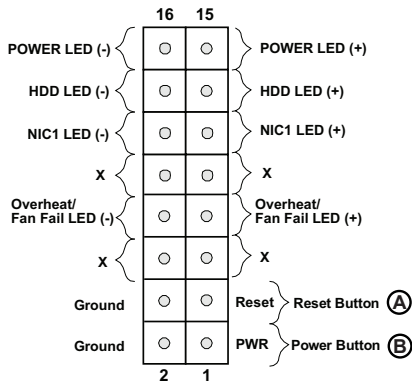 16 15
POWER LED (-) POWER LED (+)
HDD LED (-) HDD LED (+)
NIC1 LED (-) NIC1 LED (+)
X X
Overheat/ Overheat/
Fan Fail LED (-) Fan Fail LED (+)
X X
Ground Reset Reset Button A
Ground PWR Power Button B
2 1